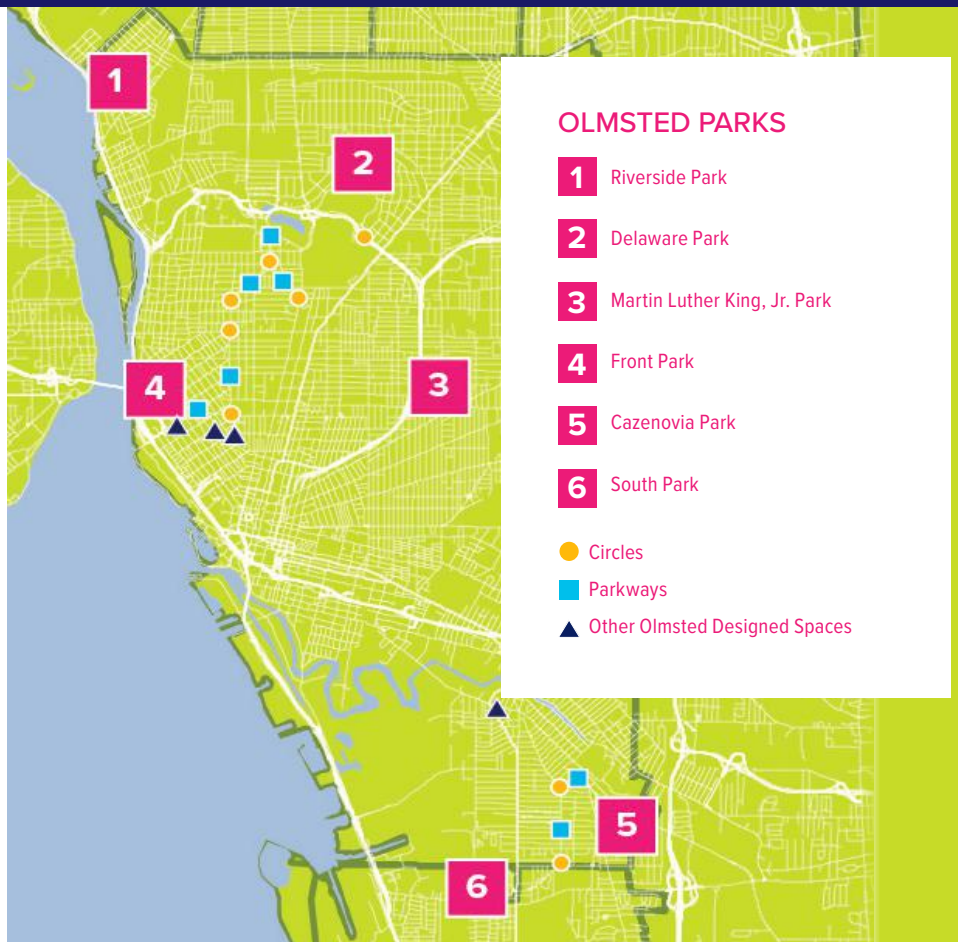 1
2
3
4
5
6
OLMSTED PARKS
1 Riverside Park
2 Delaware Park
3 Martin Luther King, Jr. Park
4 Front Park
5 Cazenovia Park
6 South Park
Circles
Parkways
Other Olmsted Designed Spaces